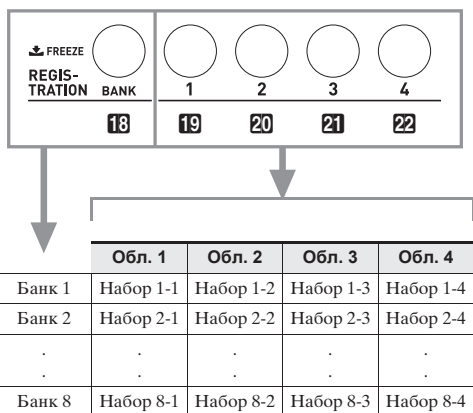 FREEZE
REGIS-
TRATION BANK 1 2 3 4
18 19 20 21 22
Обл. 1 Обл. 2 Обл. 3 Обл. 4
Банк 1 Набор 1-1 Набор 1-2 Набор 1-3 Набор 1-4
Банк 2 Набор 2-1 Набор 2-2 Набор 2-3 Набор 2-4
. . . . .
. . . . .
Банк 8 Набор 8-1 Набор 8-2 Набор 8-3 Набор 8-4